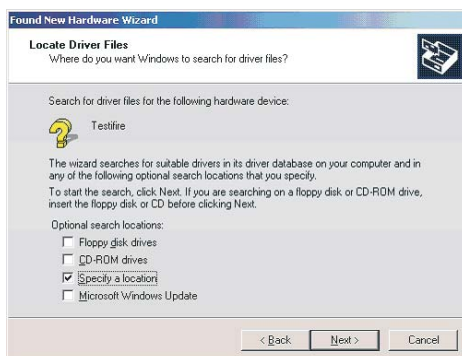 Found New Hardware Wizard
Locate Driver Files
Where do you want Windows to search for driver files?
Search for driver files for the following hardware device:
Testifire
The wizard searches for suitable drivers in its driver database on your computer and in
any of the following optional search locations that you specify.
To start the search, click Next. If you are searching on a floppy disk or CD-ROM drive,
insert the floppy disk or CD before clicking Next.
Optional search locations:
Floppy disk drives
CD-ROM drives
Specify a location
Microsoft Windows Update
< Back
Next >
Cancel